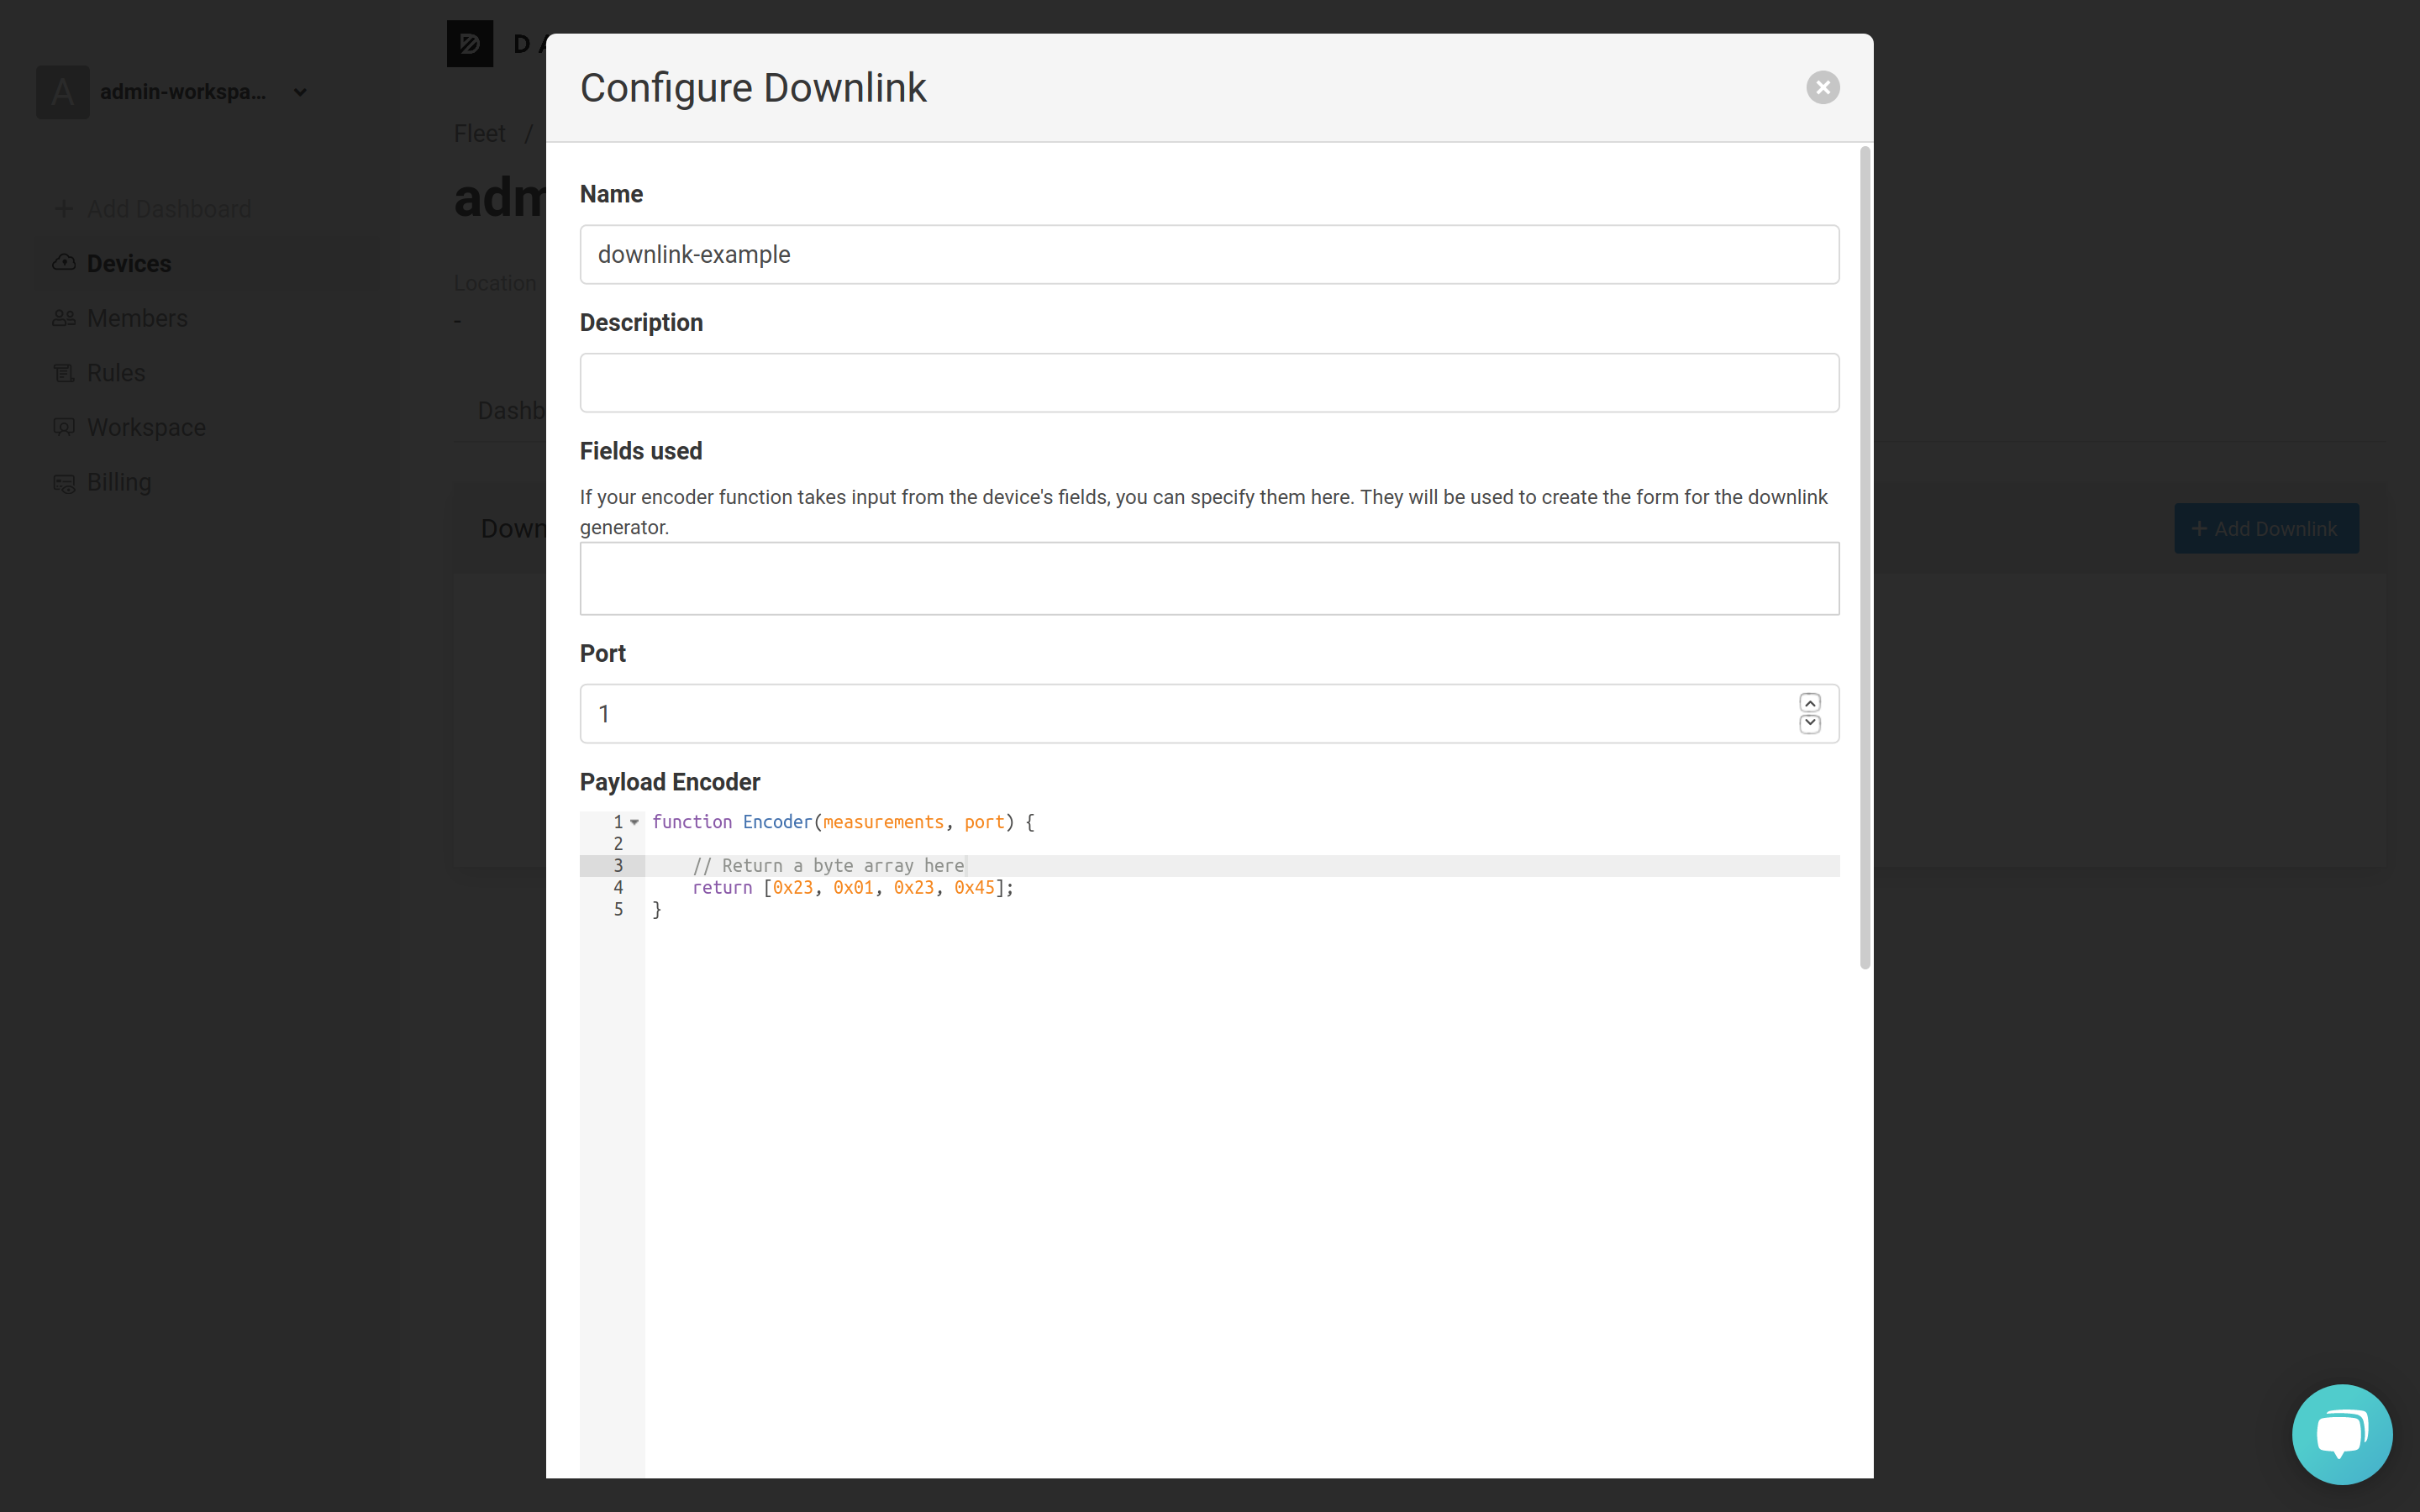 A
admin-workspa...
Add Dashboard
Devices
Members
Rules
Workspace
Billing
Fleet /
Location
-
+ Add Downlink
Configure Downlink
Name
downlink-example
Description
Fields used
If your encoder function takes input from the device's fields, you can specify them here. They will be used to create the form for the downlink
generator.
Port
1
Payload Encoder
1 function Encoder(measurements, port) {
2
3 // Return a byte array here
4 return [0x23, 0x01, 0x23, 0x45];
5 }